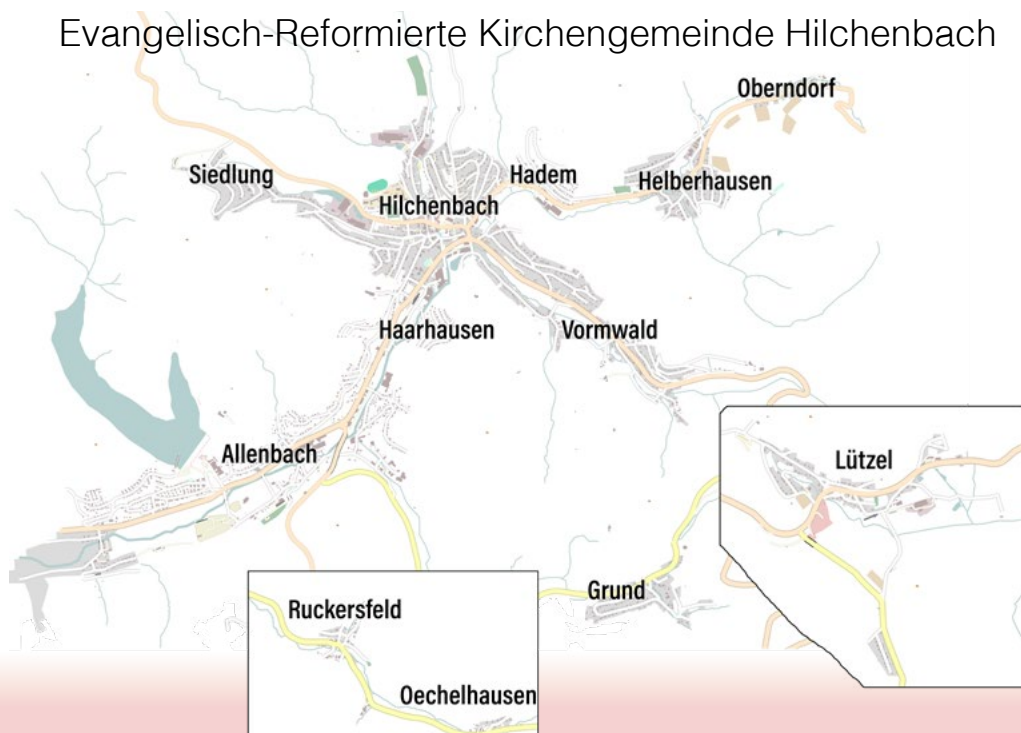 Evangelisch-Reformierte Kirchengemeinde Hilchenbach
Oberndorf
Siedlung
Hadem
Helberhausen
Hilchenbach
Haarhausen
Vormwald
Allenbach
Lützel
Grund
Ruckersfeld
Oechelhausen